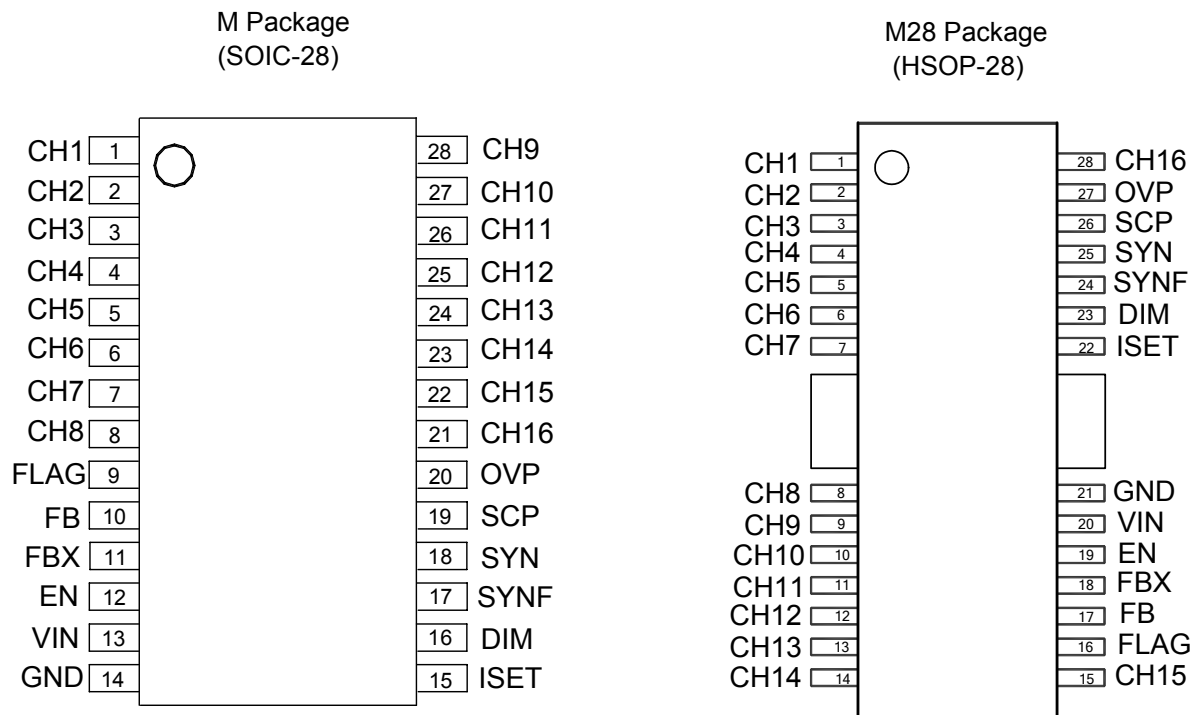 M Package
(SOIC-28)
CH1 1
CH2 2
CH3 3
CH4 4
CH5 5
CH6 6
CH7 7
CH8 8
FLAG 9
FB 10
FBX 11
EN 12
VIN 13
GND 14
28 CH9
27 CH10
26 CH11
25 CH12
24 CH13
23 CH14
22 CH15
21 CH16
20 OVP
19 SCP
18 SYN
17 SYNF
16 DIM
15 ISET
M28 Package
(HSOP-28)
CH1 1
CH2 2
CH3 3
CH4 4
CH5 5
CH6 6
CH7 7
CH8 8
CH9 9
CH10 10
CH11 11
CH12 12
CH13 13
CH14 14
28 CH16
27 OVP
26 SCP
25 SYN
24 SYNF
23 DIM
22 ISET
21 GND
20 VIN
19 EN
18 FBX
17 FB
16 FLAG
15 CH15